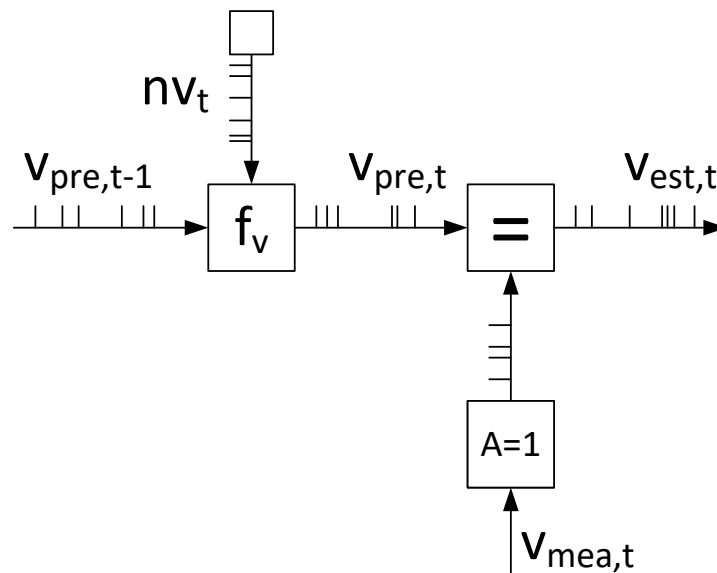 nv_t
v_pre,t-1
v_pre,t
v_est,t
f_v
=
A=1
v_mea,t